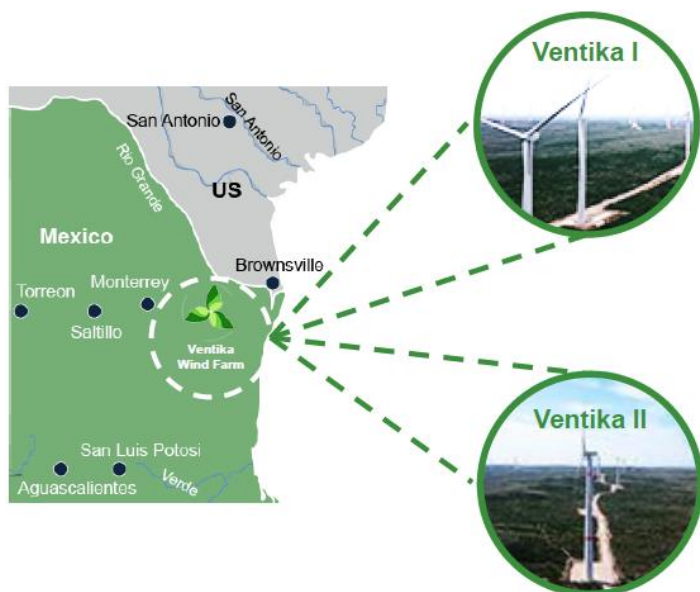 Ventika I
San Antonio
San Antonio
US
Rio Grande
Mexico
Brownsville
Monterrey
Torreon
Saltillo
Ventika
Wind Farm
Ventika II
San Luis Potosi
Aguascalientes
Verde